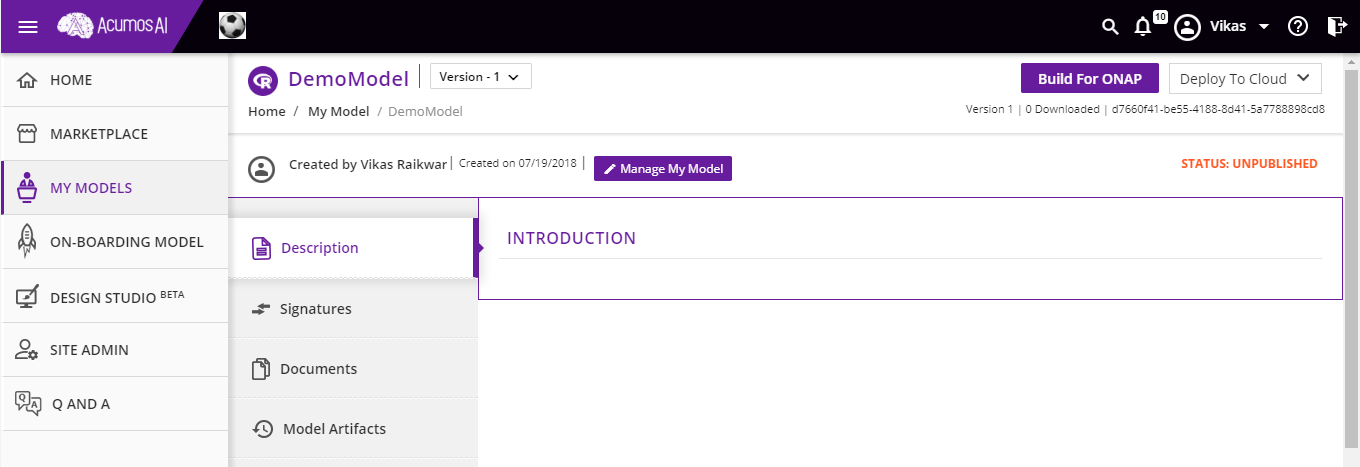 Acumos AI
10
Vikas
HOME
MARKETPLACE
MY MODELS
ON-BOARDING MODEL
DESIGN STUDIO BETA
SITE ADMIN
Q AND A
R DemoModel Version - 1
Build For ONAP Deploy To Cloud
Home / My Model / DemoModel
Version 1 | 0 Downloaded | d7660f41-be55-4188-8d41-5a7788898cd8
Created by Vikas Raikwar | Created on 07/19/2018 | Manage My Model
STATUS: UNPUBLISHED
Description
Signatures
Documents
Model Artifacts
INTRODUCTION